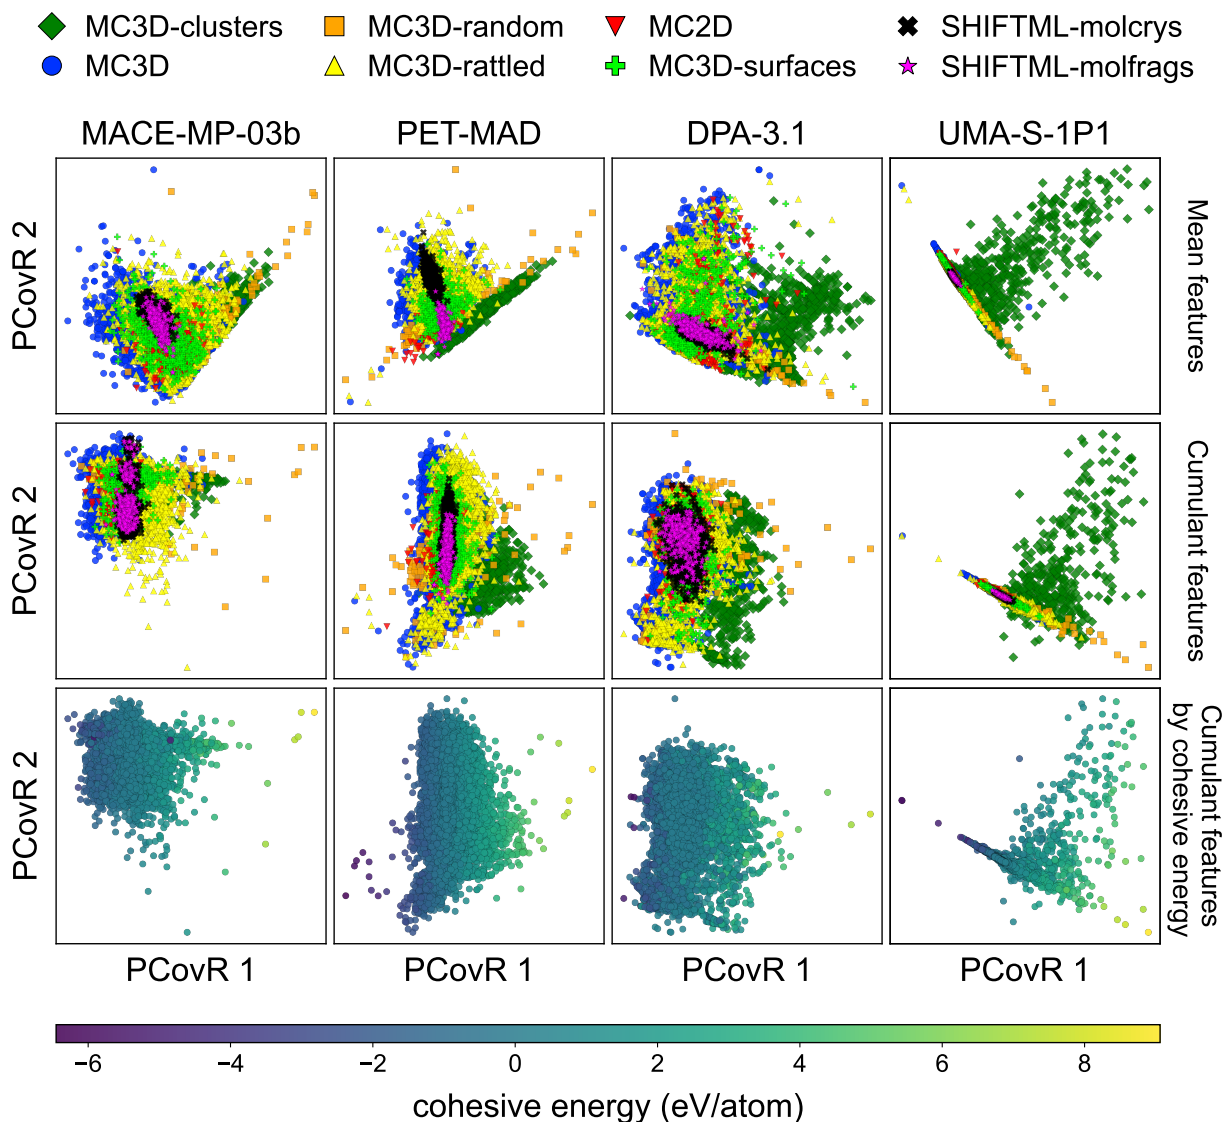 MC3D-clusters MC3D-random MC2D SHIFTML-molcrys
MC3D MC3D-rattled MC3D-surfaces SHIFTML-molfrags
MACE-MP-03b PET-MAD DPA-3.1 UMA-S-1P1
PCovR 2
Mean features
PCovR 2
Cumulant features
PCovR 2
Cumulant features
by cohesive energy
PCovR 1 PCovR 1 PCovR 1 PCovR 1
−6 −4 −2 0 2 4 6 8
cohesive energy (eV/atom)